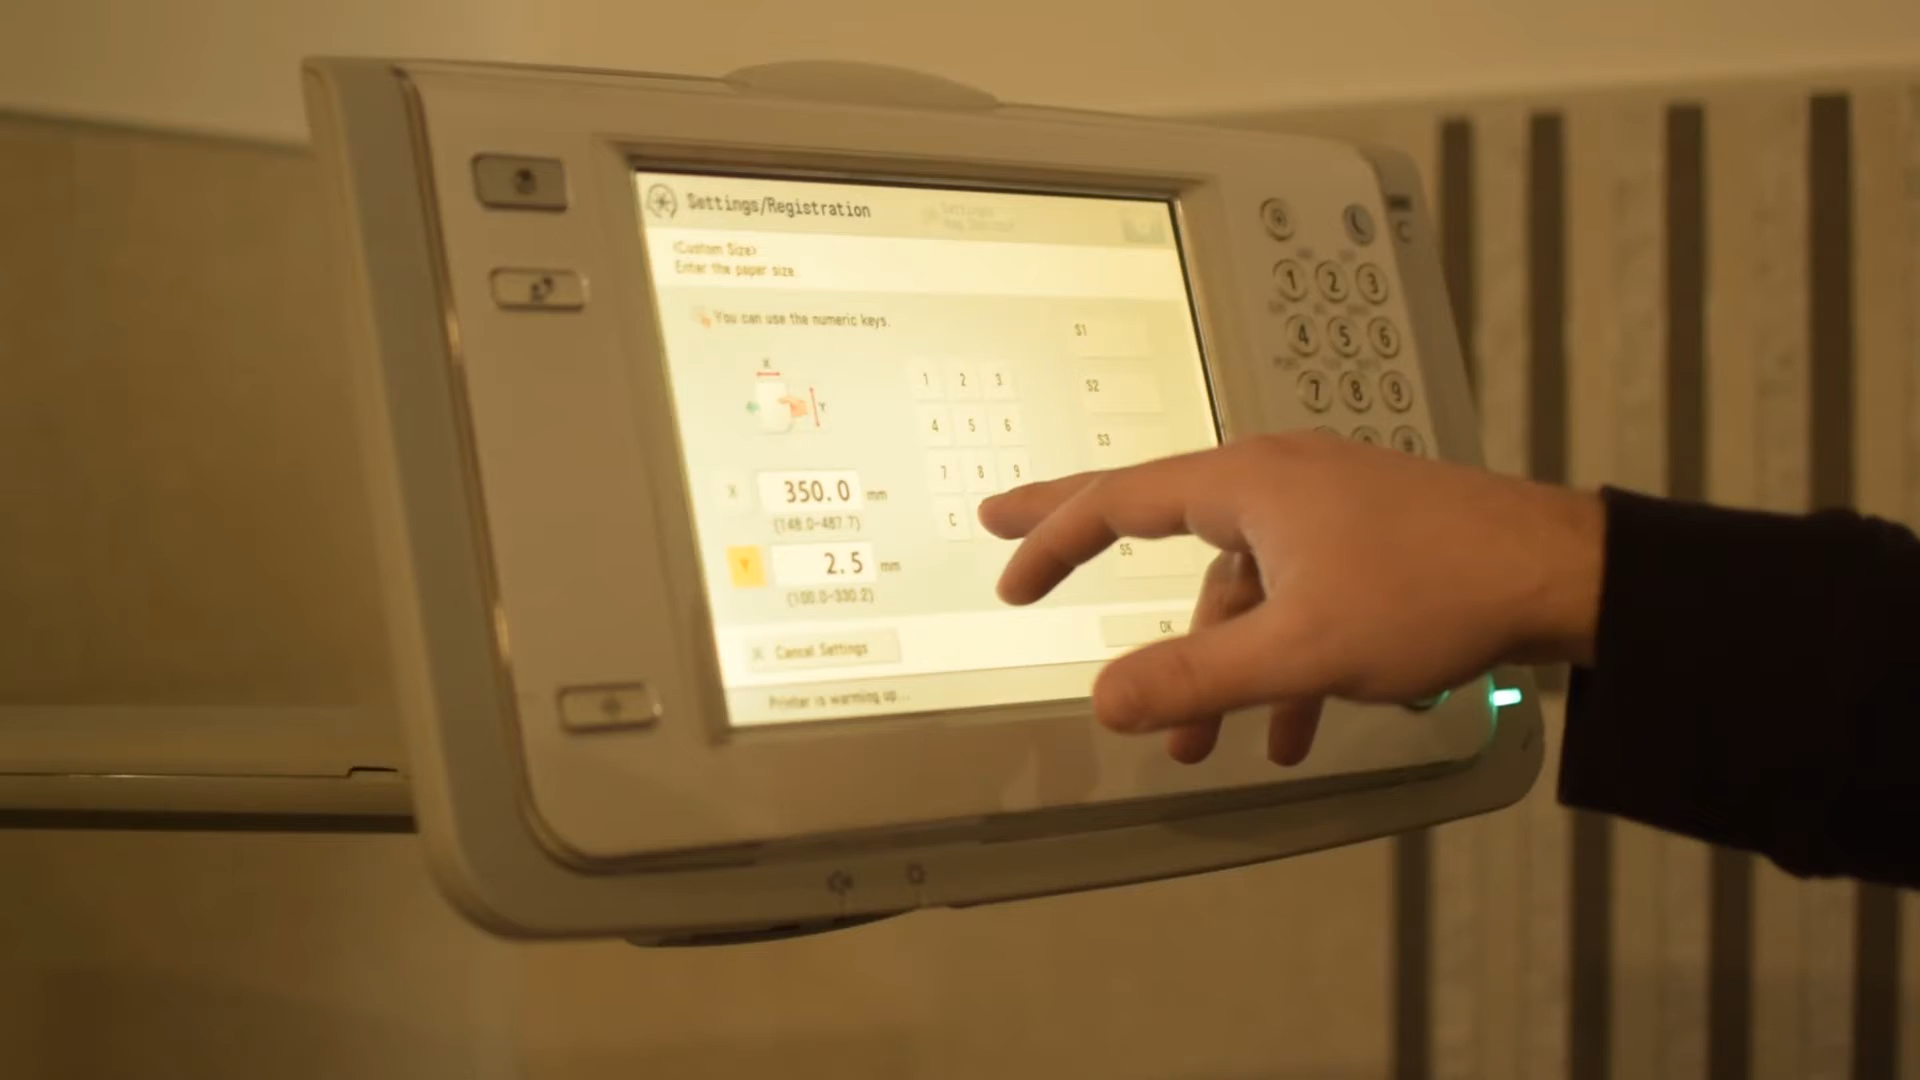 Settings/Registration
<Custom Size>
Enter the paper size.
You can use the numeric keys.
X
Y
1 2 3
4 5 6
7 8 9
C
X 350.0 mm
(148.0-487.7)
Y 2.5 mm
(100.0-330.2)
S1
S2
S3
S5
Cancel Settings
OK
Printer is warming up...
1 2 3
4 5 6
7 8 9